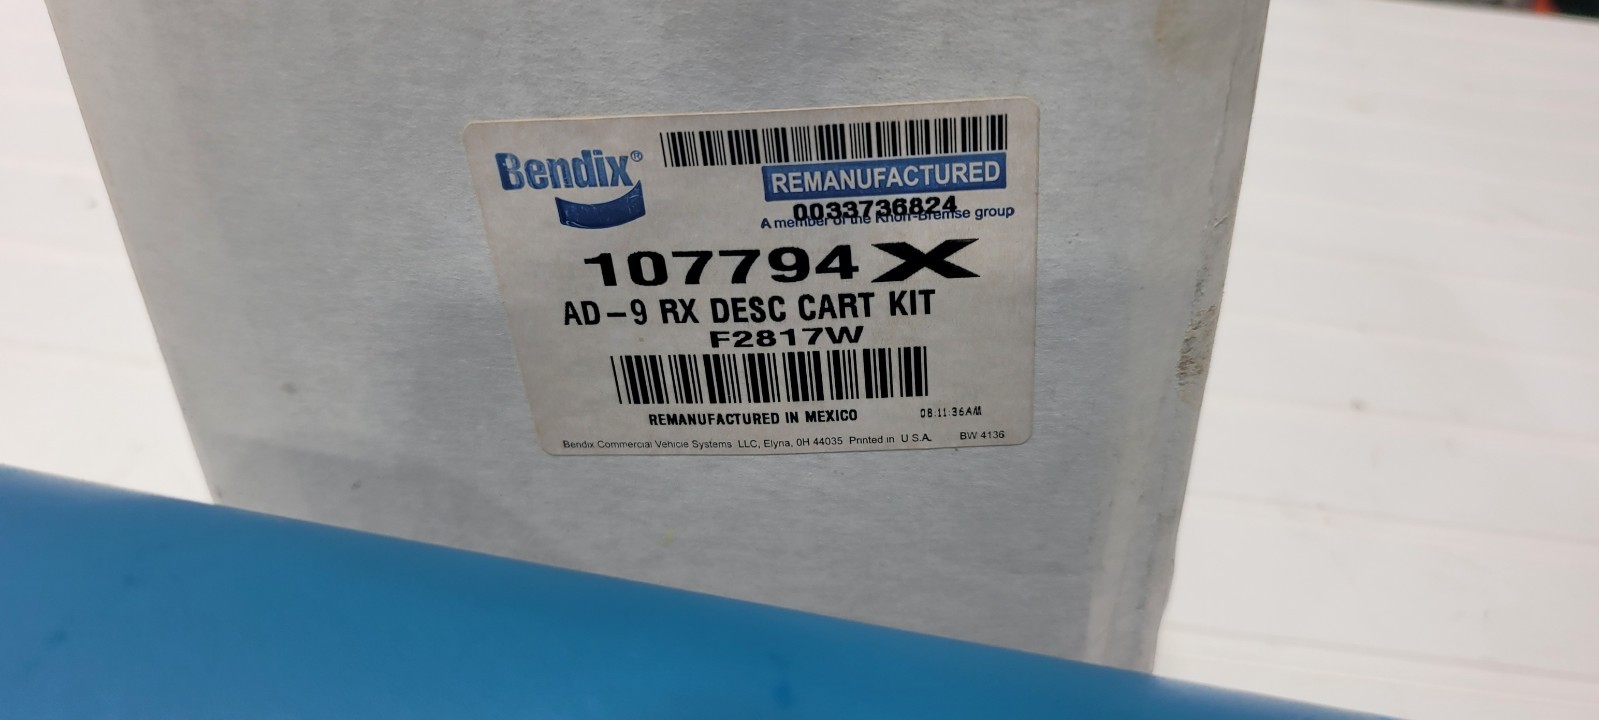 Bendix®
REMANUFACTURED
0033736824
A member of the Knorr-Bremse group
107794X
AD-9 RX DESC CART KIT
F2817W
REMANUFACTURED IN MEXICO 08:11:36AM
Bendix Commercial Vehicle Systems LLC, Elyria, OH 44035 Printed in U.S.A. BW 4136